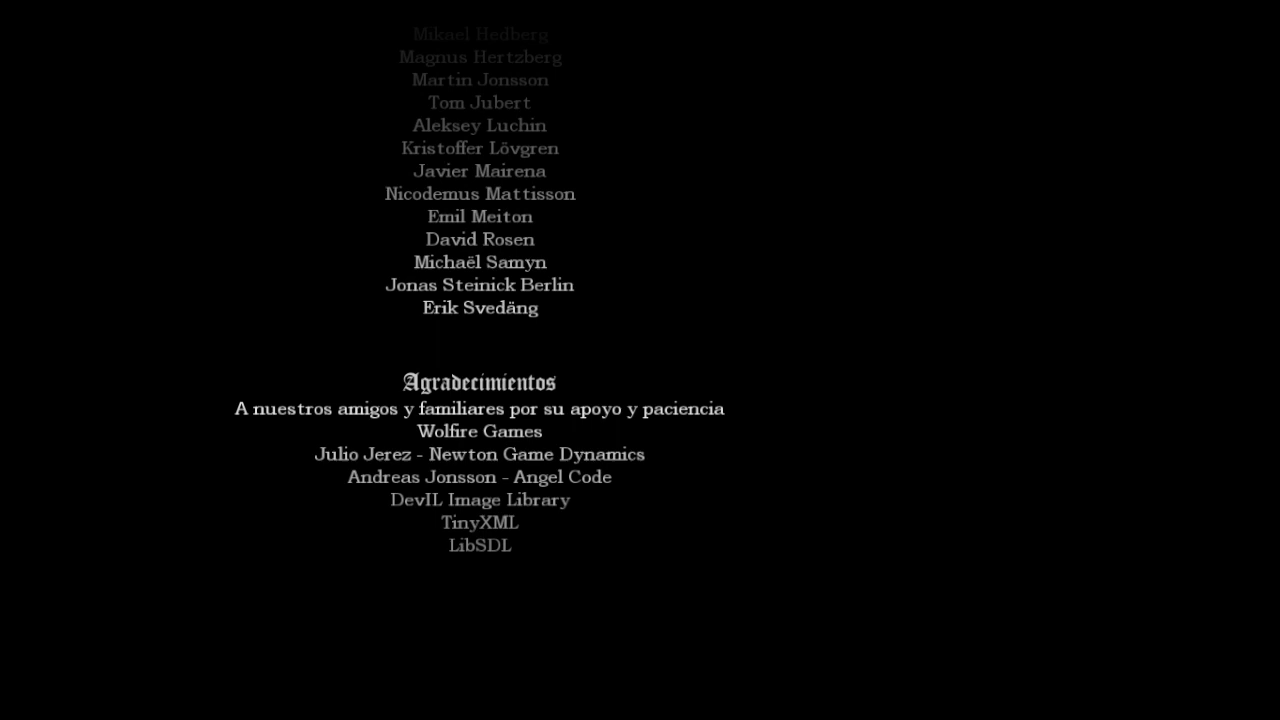 Mikael Hedberg
Magnus Hertzberg
Martin Jonsson
Tom Jubert
Aleksey Luchin
Kristoffer Lövgren
Javier Mairena
Nicodemus Mattisson
Emil Meiton
David Rosen
Michaël Samyn
Jonas Steinick Berlin
Erik Svedäng
Agradecimientos
A nuestros amigos y familiares por su apoyo y paciencia
Wolfire Games
Julio Jerez - Newton Game Dynamics
Andreas Jonsson - Angel Code
DevIL Image Library
TinyXML
LibSDL